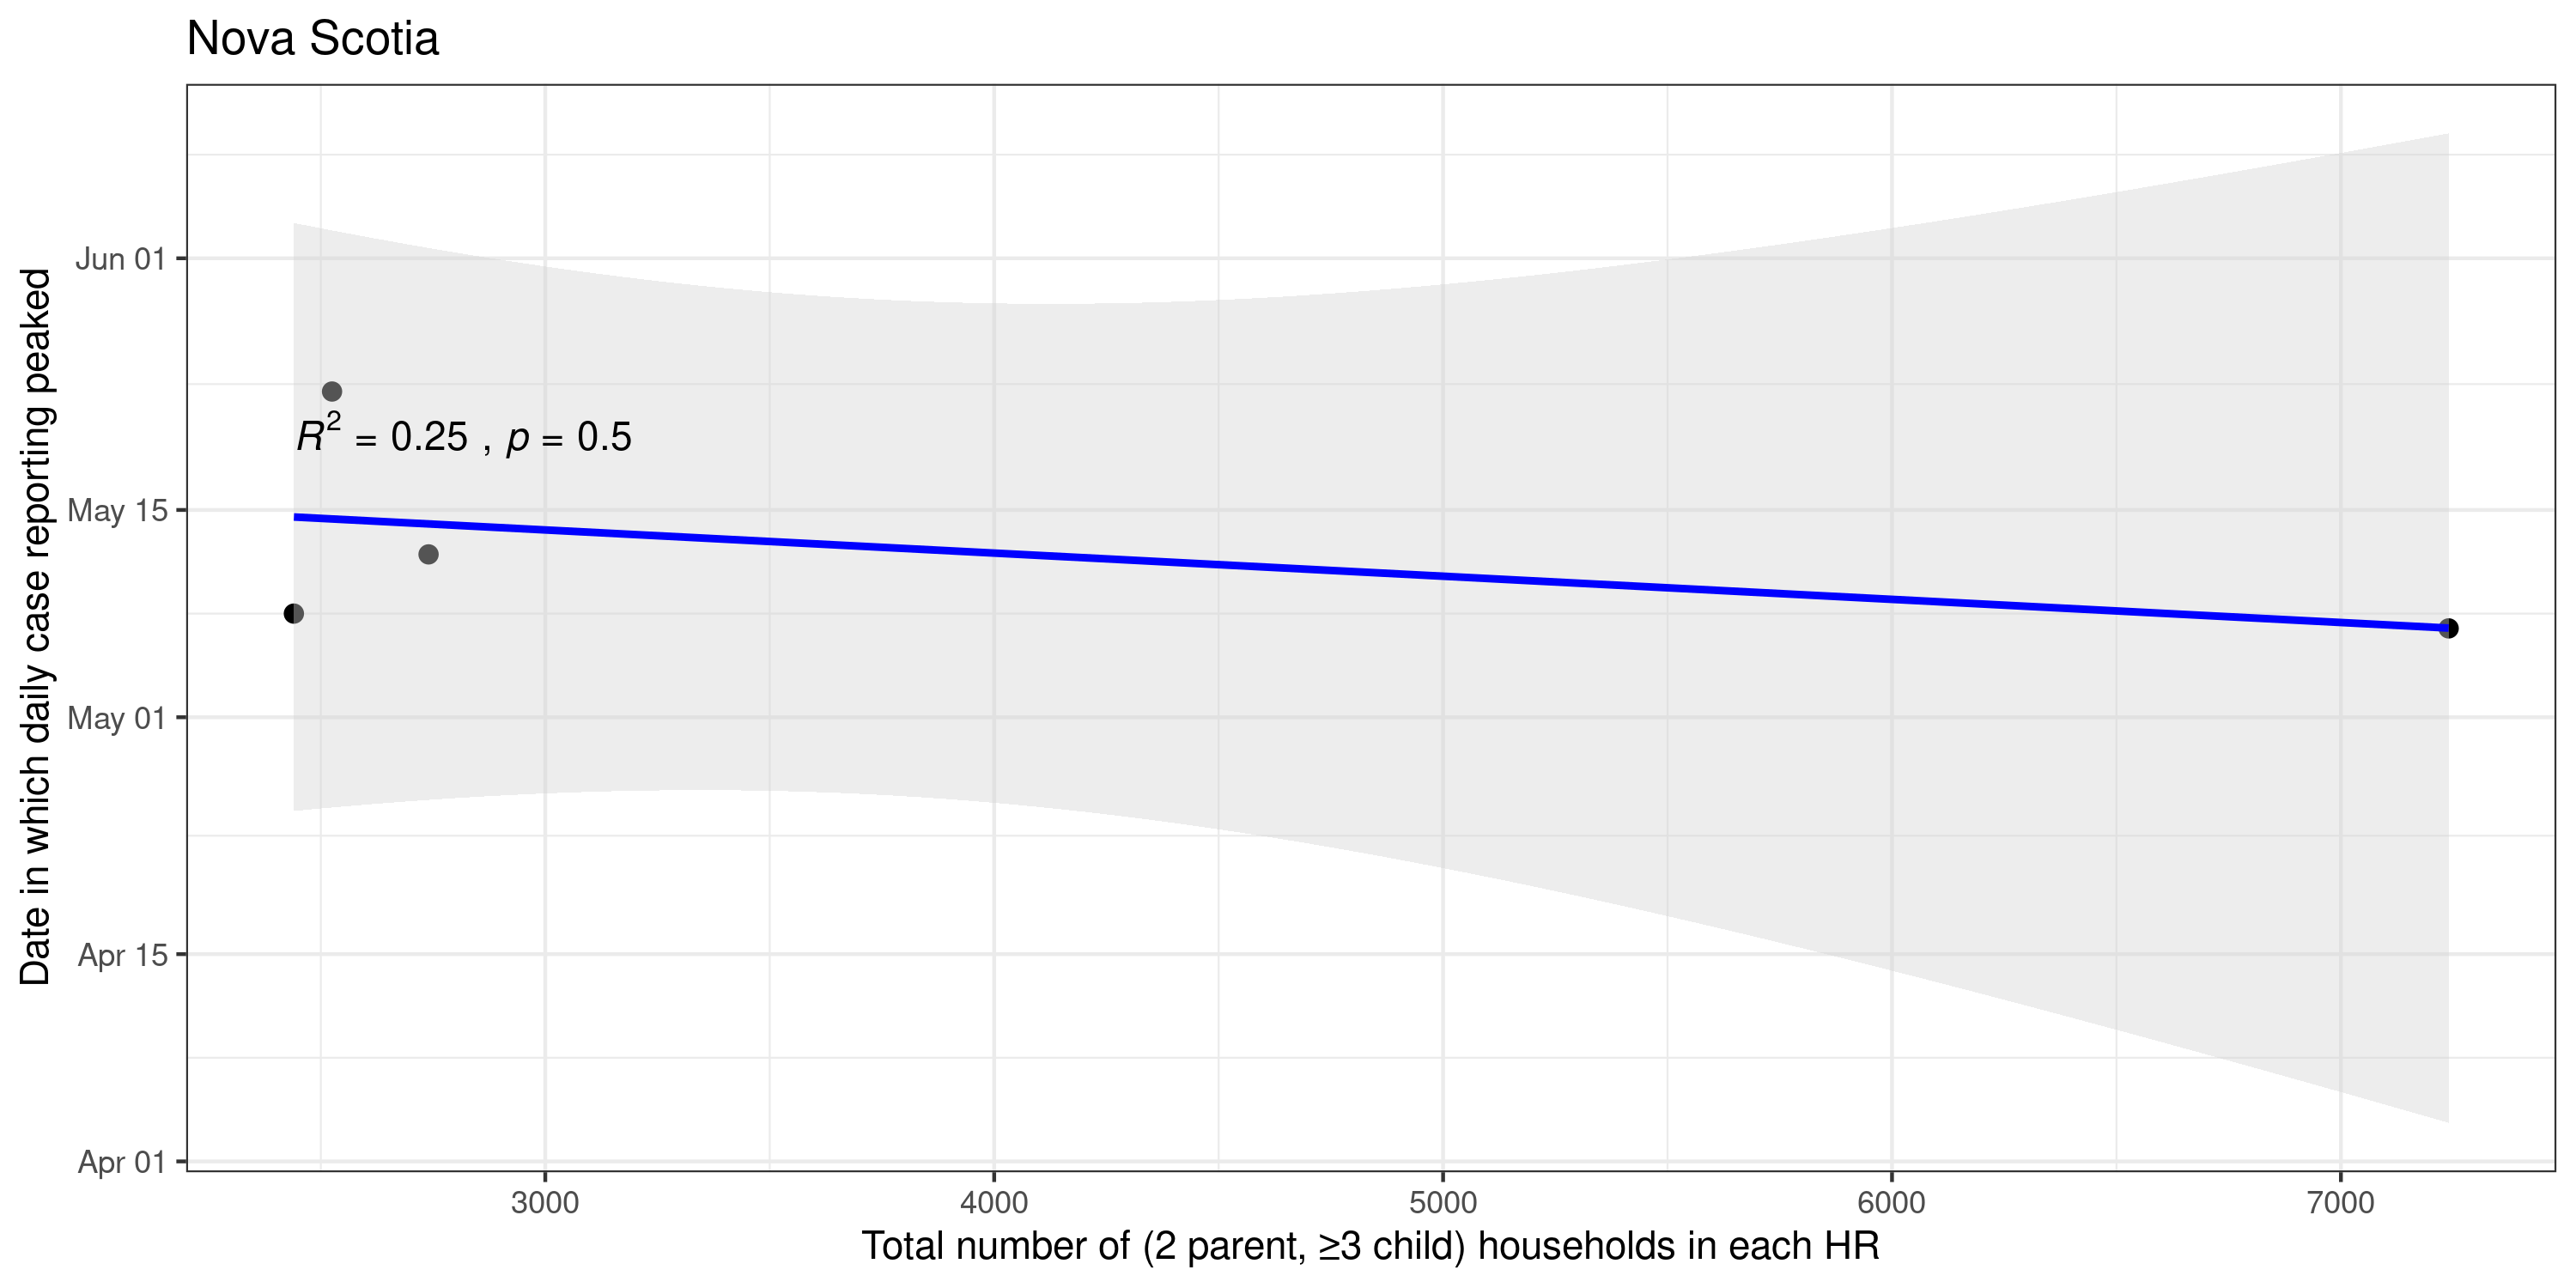 Nova Scotia
Date in which daily case reporting peaked
Jun 01
May 15
May 01
Apr 15
Apr 01
R² = 0.25 , p = 0.5
3000 4000 5000 6000 7000
Total number of (2 parent, ≥3 child) households in each HR